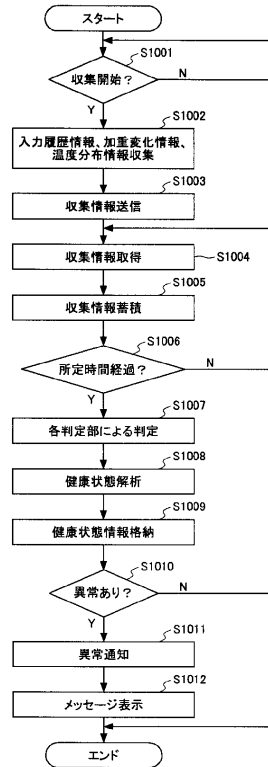 スタート
S1001
収集開始？
N
Y
S1002
入力履歴情報、加重変化情報、
温度分布情報収集
S1003
収集情報送信
収集情報取得
S1004
S1005
収集情報蓄積
S1006
所定時間経過？
N
Y
S1007
各判定部による判定
S1008
健康状態解析
S1009
健康状態情報格納
S1010
異常あり？
N
Y
S1011
異常通知
S1012
メッセージ表示
エンド